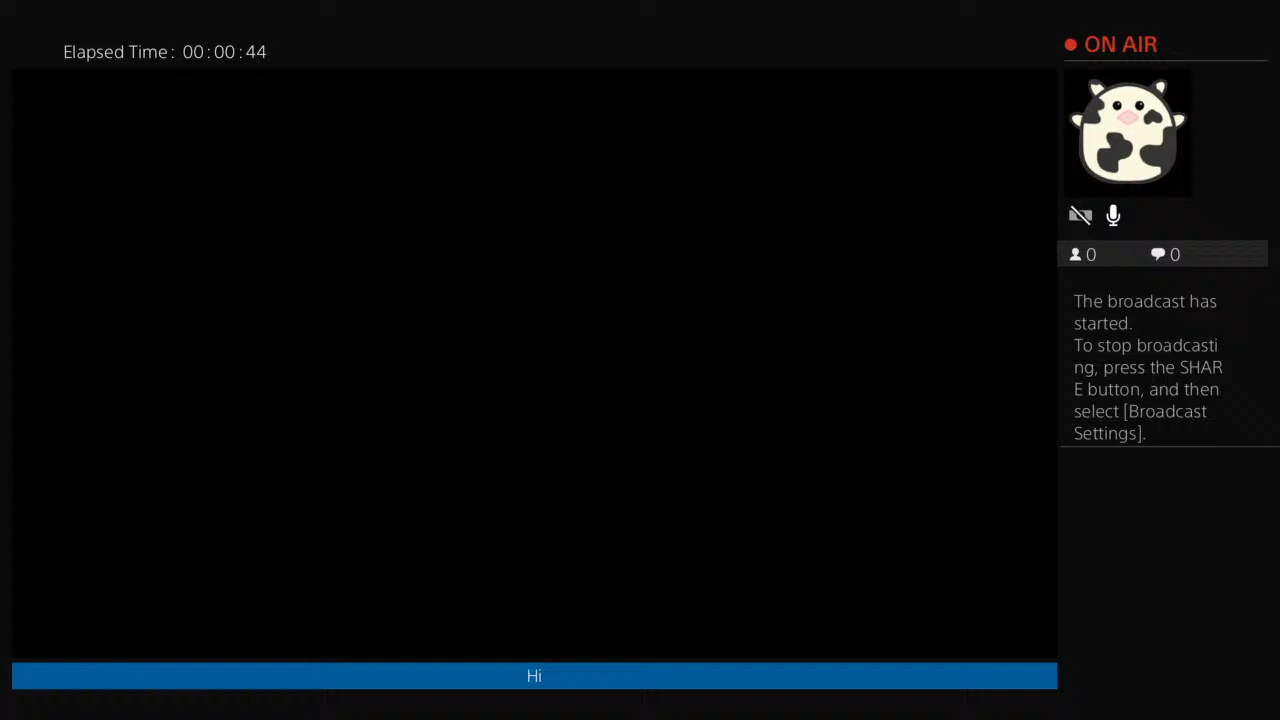 Elapsed Time: 00:00:44
ON AIR
0 0
The broadcast has
started.
To stop broadcasti
ng, press the SHAR
E button, and then
select [Broadcast
Settings].
Hi